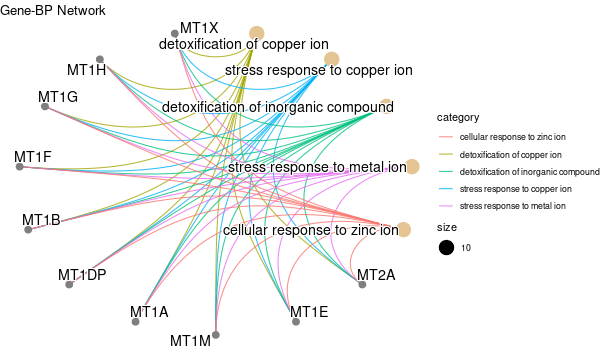 Gene-BP Network
MT1X
detoxification of copper ion
MT1H
stress response to copper ion
MT1G
detoxification of inorganic compound
MT1F
stress response to metal ion
MT1B
cellular response to zinc ion
MT1DP
MT2A
MT1A
MT1E
MT1M
category
cellular response to zinc ion
detoxification of copper ion
detoxification of inorganic compound
stress response to copper ion
stress response to metal ion
size
10